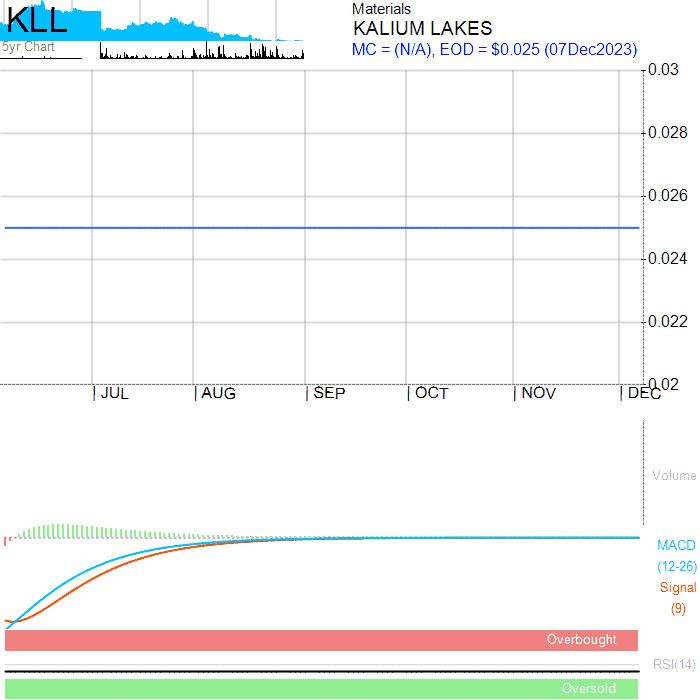 KLL
5yr Chart
Materials
KALIUM LAKES
MC = (N/A), EOD = $0.025 (07Dec2023)
0.03
0.028
0.026
0.024
0.022
0.02
JUL AUG SEP OCT NOV DEC
Volume
MACD
(12-26)
Signal
(9)
Overbought
RSI(14)
Oversold